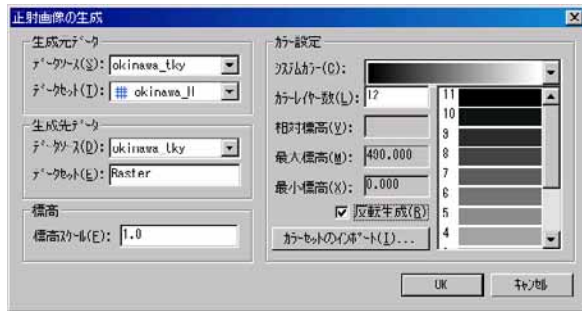 正射画像の生成
生成元データ
データソース(S): okinawa_tky
データセット(T): okinawa_ll
生成先データ
データソース(D): okinawa_tky
データセット(E): Raster
標高
標高スケール(F): 1.0
カラー設定
システムカラー(C):
カラーレイヤー数(L): 12
相対標高(V):
最大標高(M): 490.000
最小標高(X): 0.000
反転生成(R)
カラーセットのインポート(I)...
11
10
9
8
7
6
5
4
OK
キャンセル